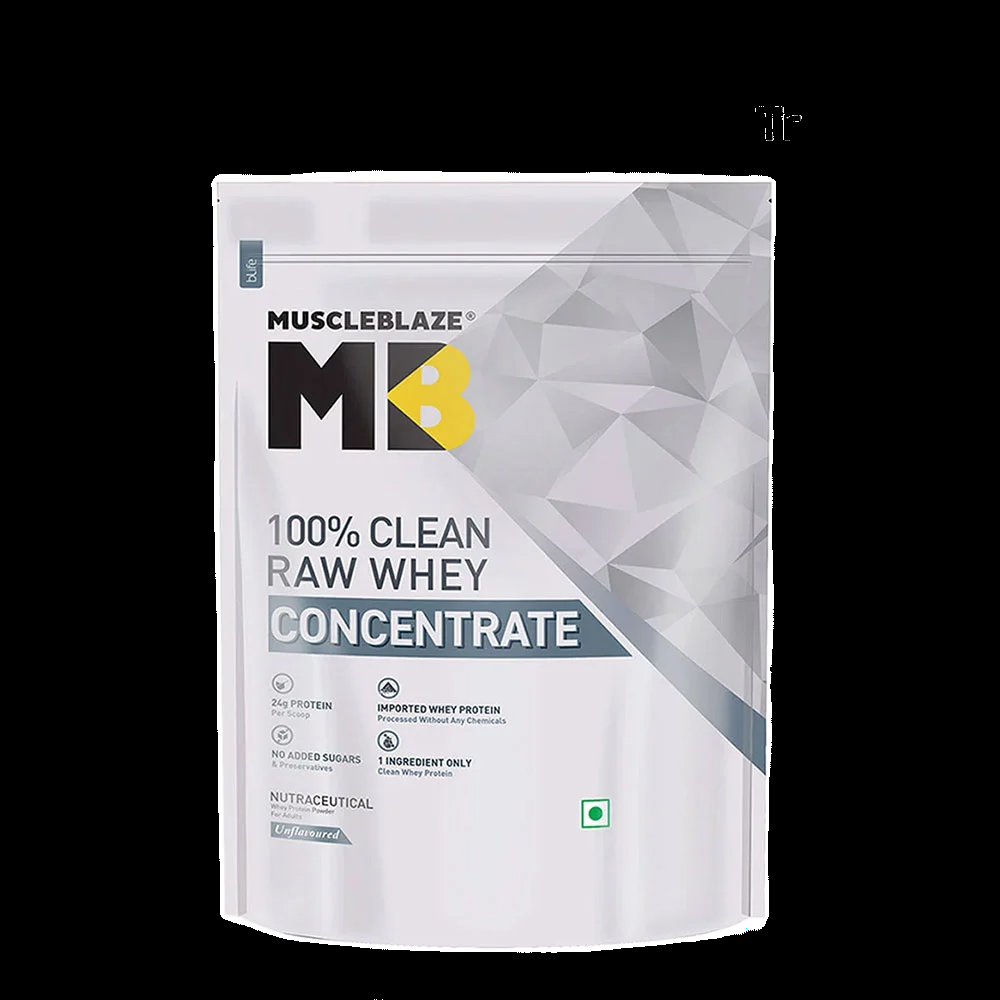 Tr
blife
MUSCLEBLAZE®
MB
100% CLEAN
RAW WHEY
CONCENTRATE
24g PROTEIN
Per Scoop
IMPORTED WHEY PROTEIN
Processed Without Any Chemicals
NO ADDED SUGARS
& Preservatives
1 INGREDIENT ONLY
Clean Whey Protein
NUTRACEUTICAL
Whey Protein Powder
For Adults
Unflavoured